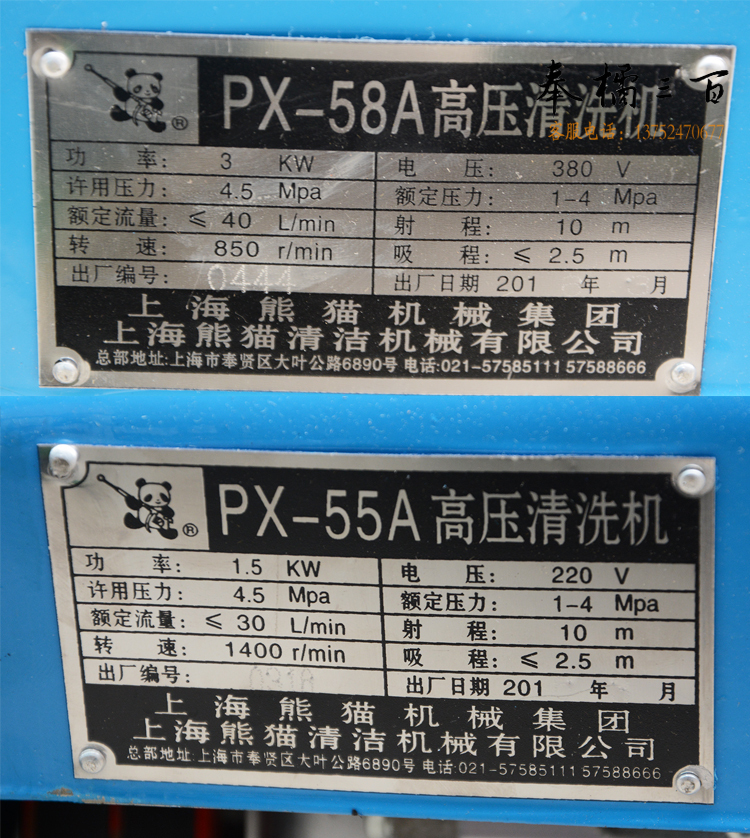 奉橘三百
客服电话：13752470627
® PX-58A高压清洗机
功 率: 3 KW 电 压: 380 V
许用压力: 4.5 Mpa 额定压力: 1-4 Mpa
额定流量: ≤ 40 L/min 射 程: 10 m
转 速: 850 r/min 吸 程: ≤ 2.5 m
出厂编号: 0444 出厂日期 201 年 月
上海熊猫机械集团
上海熊猫清洁机械有限公司
总部地址:上海市奉贤区大叶公路6890号 电话:021-57585111 57588666
® PX-55A高压清洗机
功 率: 1.5 KW 电 压: 220 V
许用压力: 4.5 Mpa 额定压力: 1-4 Mpa
额定流量: ≤ 30 L/min 射 程: 10 m
转 速: 1400 r/min 吸 程: ≤ 2.5 m
出厂编号: 出厂日期 201 年 月
上海熊猫机械集团
上海熊猫清洁机械有限公司
总部地址:上海市奉贤区大叶公路6890号 电话:021-57585111 57588666